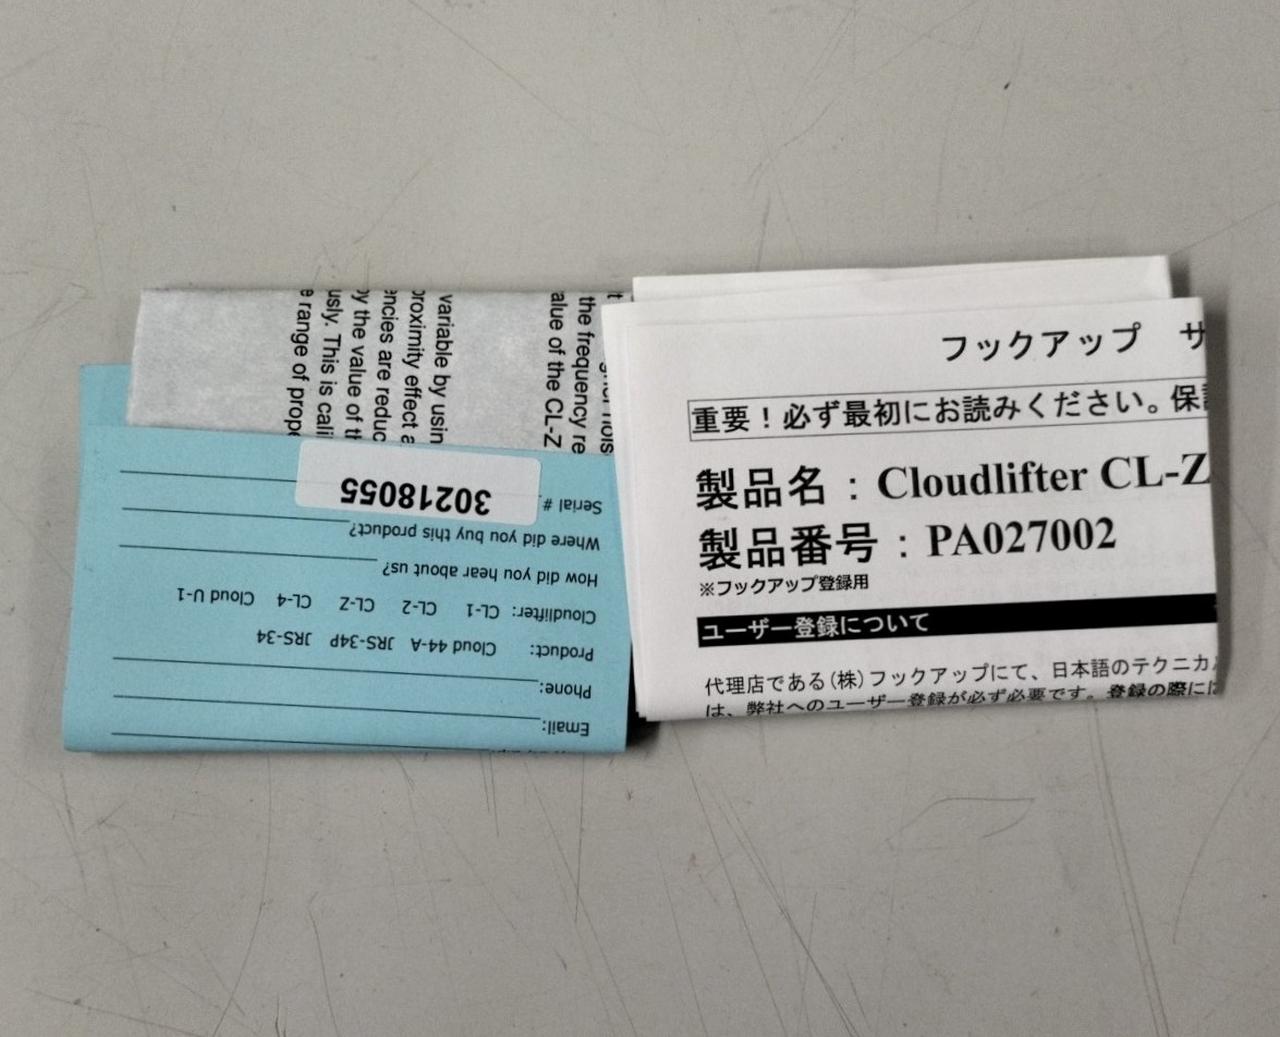 フックアップ サ
重要！必ず最初にお読みください。保
製品名：Cloudlifter CL-Z
製品番号：PA027002
※フックアップ登録用
ユーザー登録について
代理店である(株)フックアップにて、日本語のテクニカ
は、弊社へのユーザー登録が必ず必要です。登録の際には
Email:
Phone:
Product: Cloud 44-A JRS-34P JRS-34
Cloudlifter: CL-1 CL-2 CL-Z CL-4 Cloud U-1
How did you hear about us?
Where did you buy this product?
Serial #
30218055
the frequency re
alue of the CL-Z
variable by usin
proximity effect a
encies are reduc
by the value of th
usly. This is cali
e range of prope